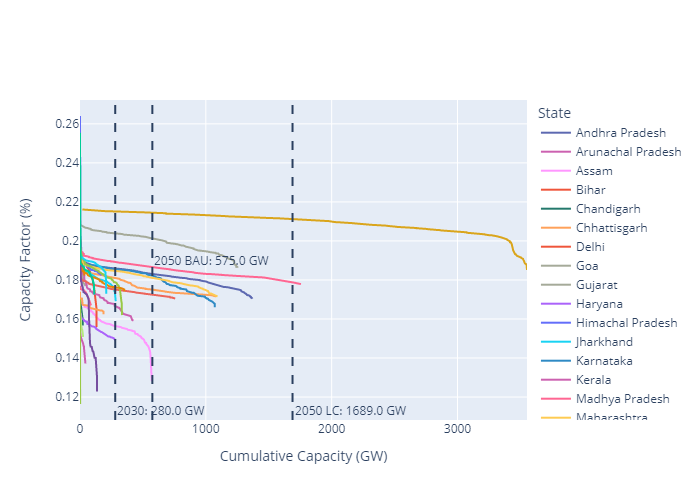 State
Andhra Pradesh
Arunachal Pradesh
Assam
Bihar
Chandigarh
Chhattisgarh
Delhi
Goa
Gujarat
Haryana
Himachal Pradesh
Jharkhand
Karnataka
Kerala
Madhya Pradesh
Maharashtra
Capacity Factor (%)
0.26
0.24
0.22
0.2
0.18
0.16
0.14
0.12
2050 BAU: 575.0 GW
2030: 280.0 GW
2050 LC: 1689.0 GW
0
1000
2000
3000
Cumulative Capacity (GW)